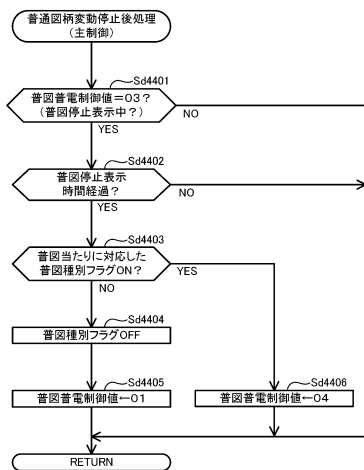 普通図柄変動停止後処理
(主制御)
Sd4401
普図普電制御値=03?
(普図停止表示中?)
NO
YES
Sd4402
普図停止表示
時間経過?
NO
YES
Sd4403
普図当たりに対応した
普図種別フラグON?
YES
NO
Sd4404
普図種別フラグOFF
Sd4405
普図普電制御値←01
Sd4406
普図普電制御値←04
RETURN